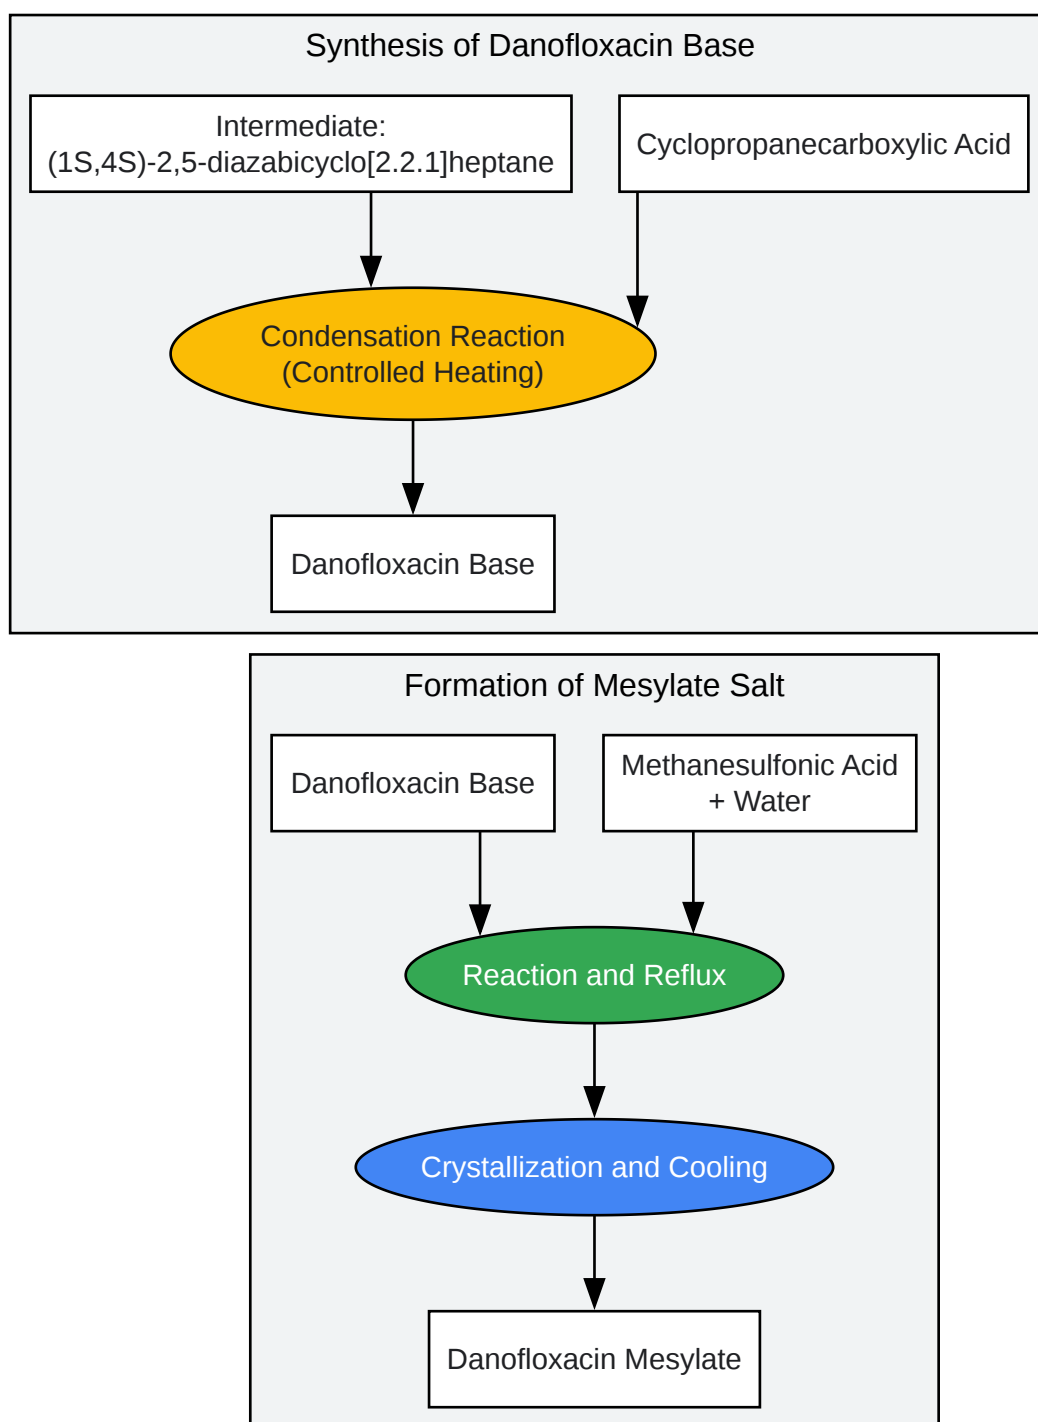 Synthesis of Danofloxacin Base
Intermediate:
(1S,4S)-2,5-diazabicyclo[2.2.1]heptane
Cyclopropanecarboxylic Acid
Condensation Reaction
(Controlled Heating)
Danofloxacin Base
Formation of Mesylate Salt
Danofloxacin Base
Methanesulfonic Acid
+ Water
Reaction and Reflux
Crystallization and Cooling
Danofloxacin Mesylate